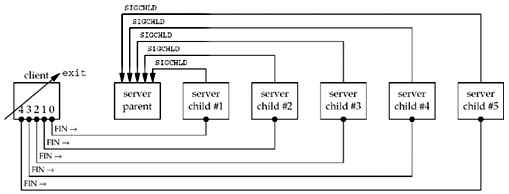 SIGCHLD
SIGCHLD
SIGCHLD
SIGCHLD
SIGCHLD
client
exit
4 3 2 1 0
server parent
server child #1
server child #2
server child #3
server child #4
server child #5
FIN →
FIN →
FIN →
FIN →
FIN →